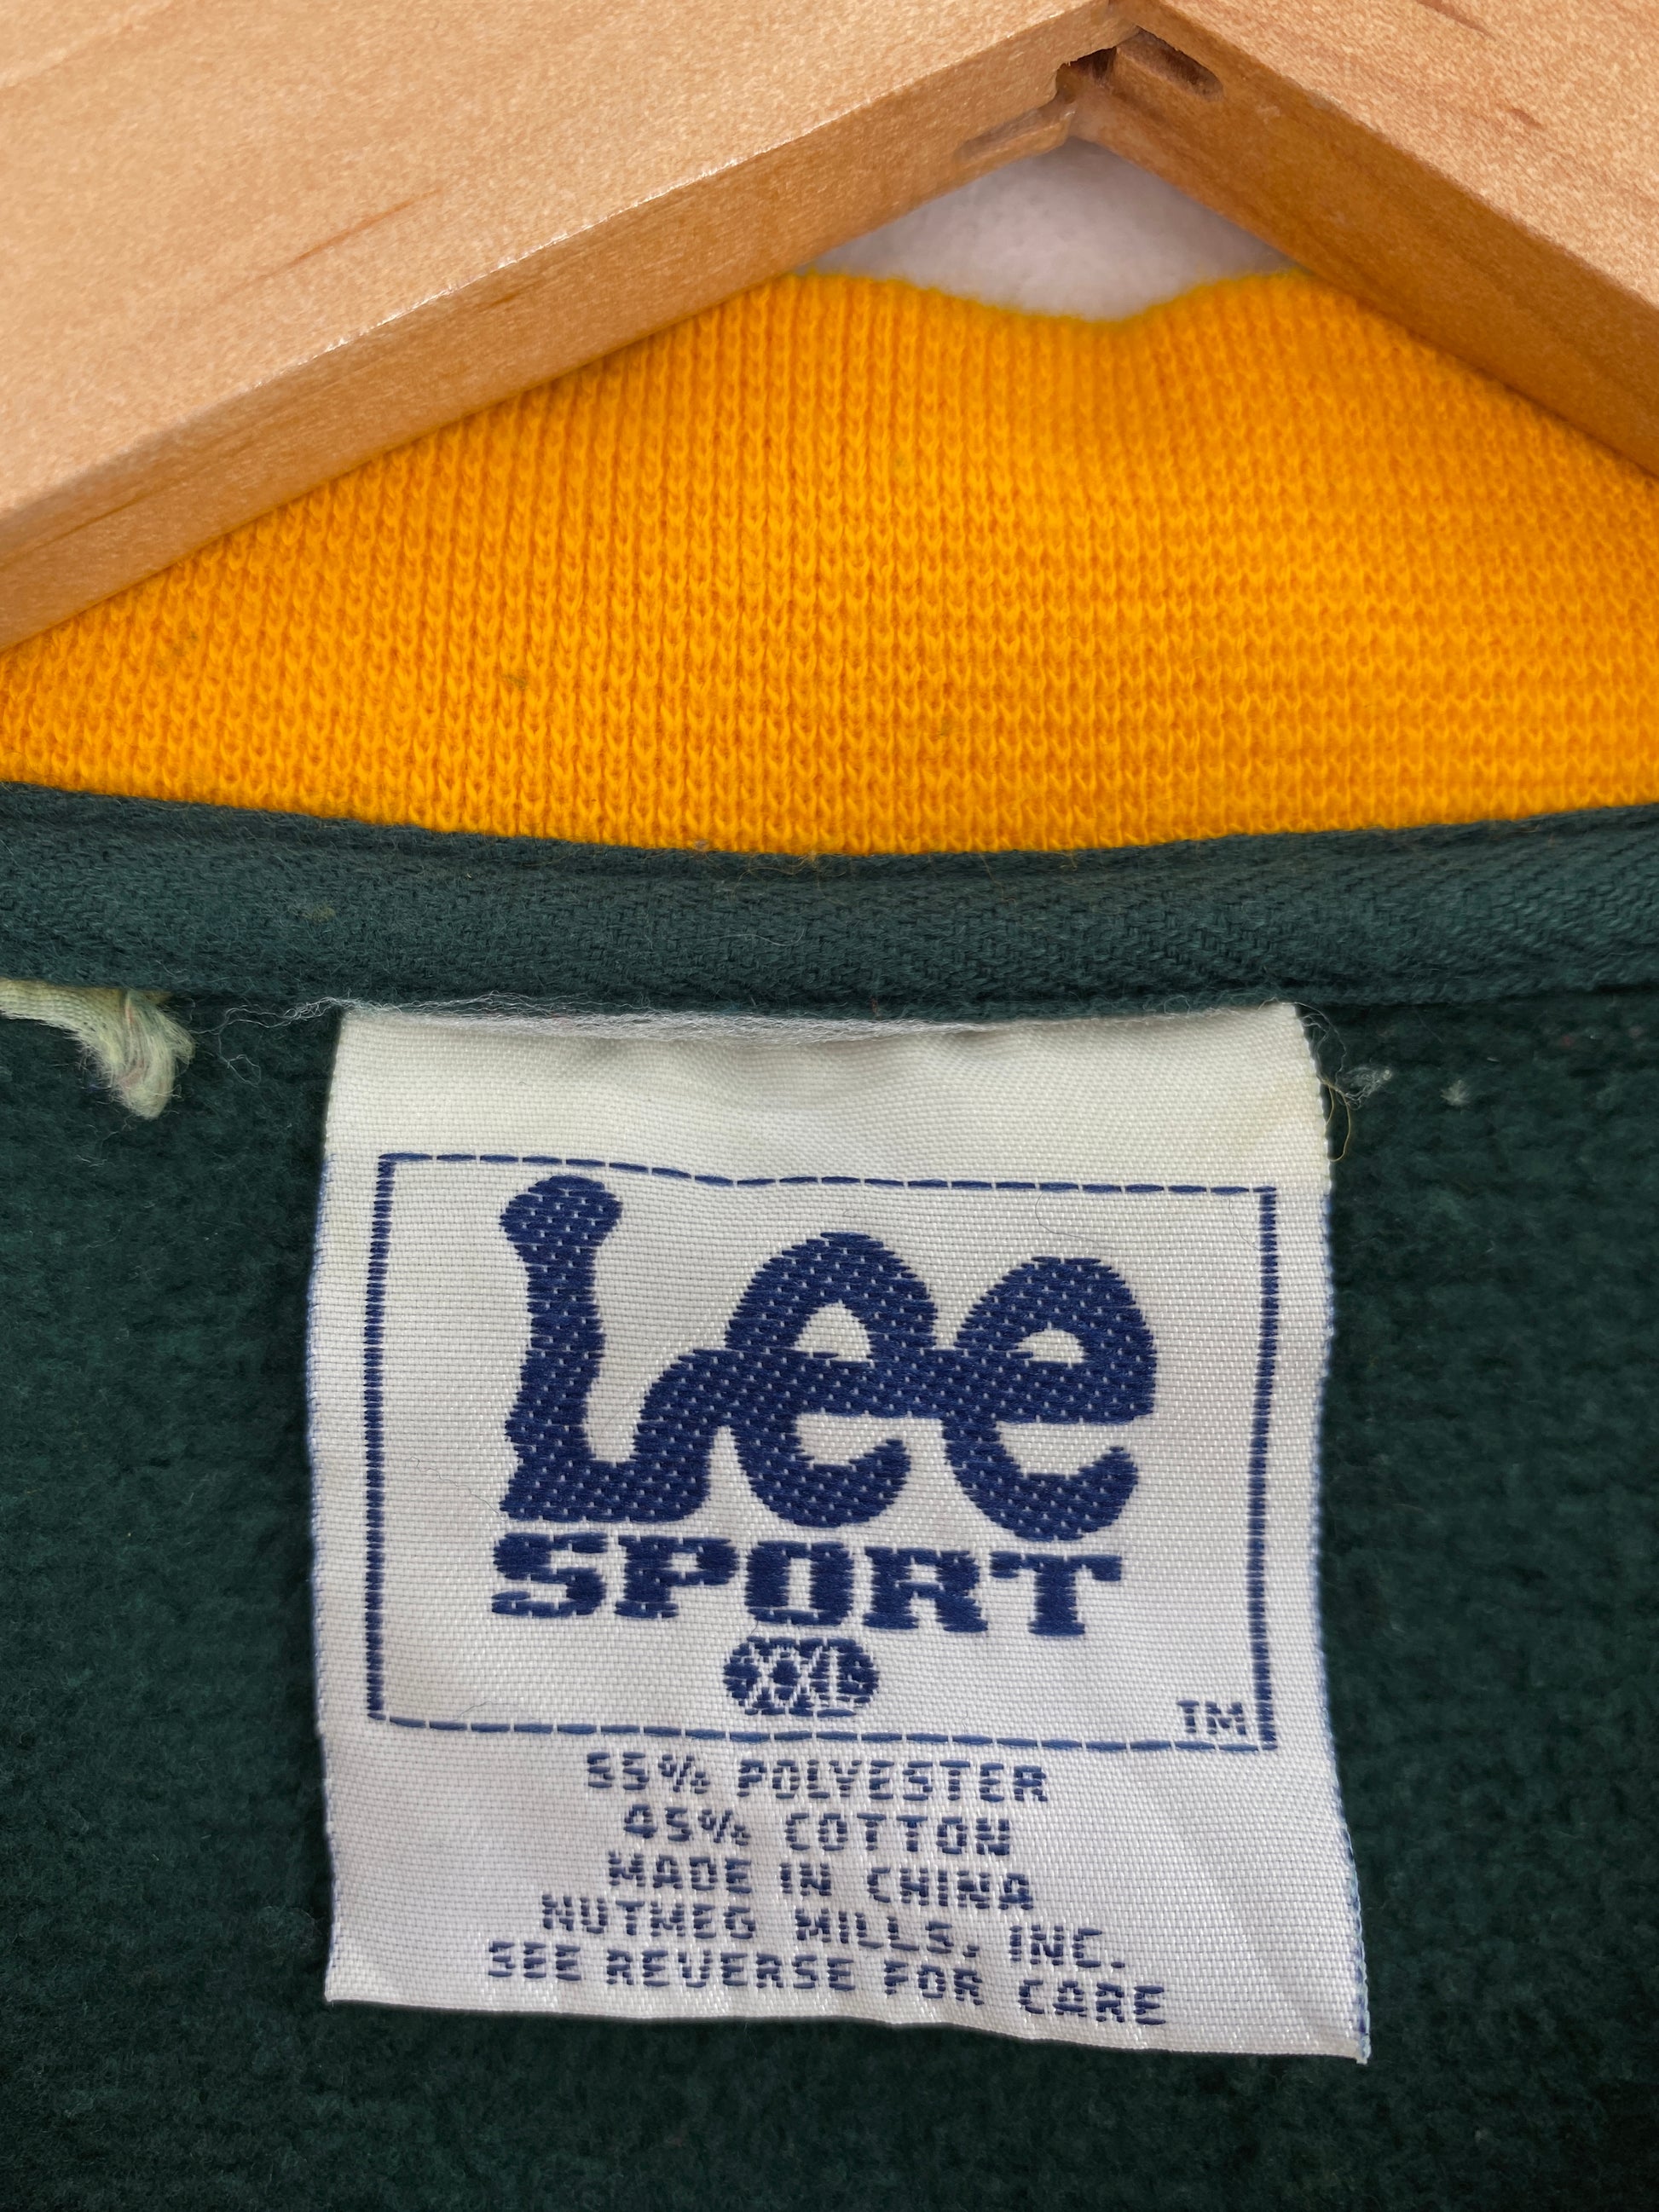 Lee
SPORT
XXL
TM
55% POLYESTER
45% COTTON
MADE IN CHINA
NUTMEG MILLS, INC.
SEE REVERSE FOR CARE